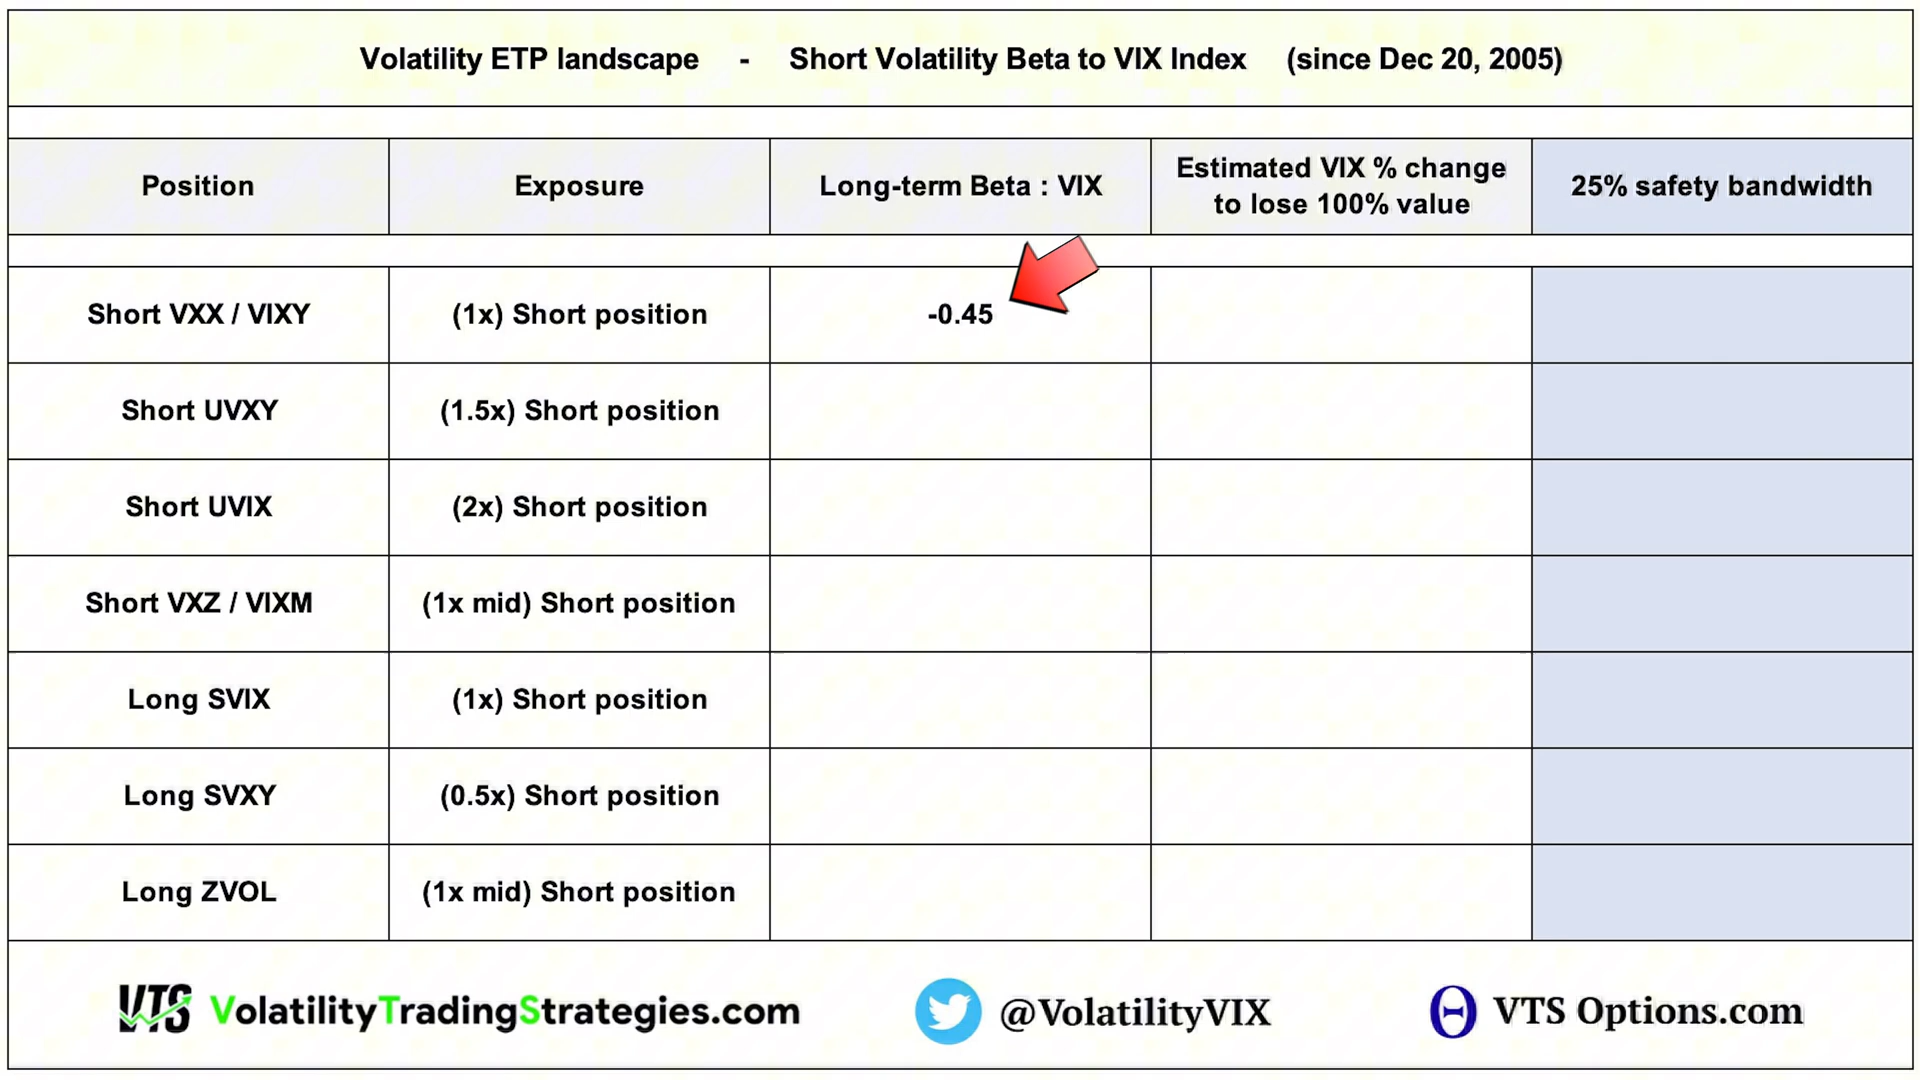 Volatility ETP landscape - Short Volatility Beta to VIX Index (since Dec 20, 2005)
Position Exposure Long-term Beta : VIX Estimated VIX % change to lose 100% value 25% safety bandwidth
Short VXX / VIXY (1x) Short position -0.45
Short UVXY (1.5x) Short position
Short UVIX (2x) Short position
Short VXZ / VIXM (1x mid) Short position
Long SVIX (1x) Short position
Long SVXY (0.5x) Short position
Long ZVOL (1x mid) Short position
VTS VolatilityTradingStrategies.com @VolatilityVIX VTS Options.com